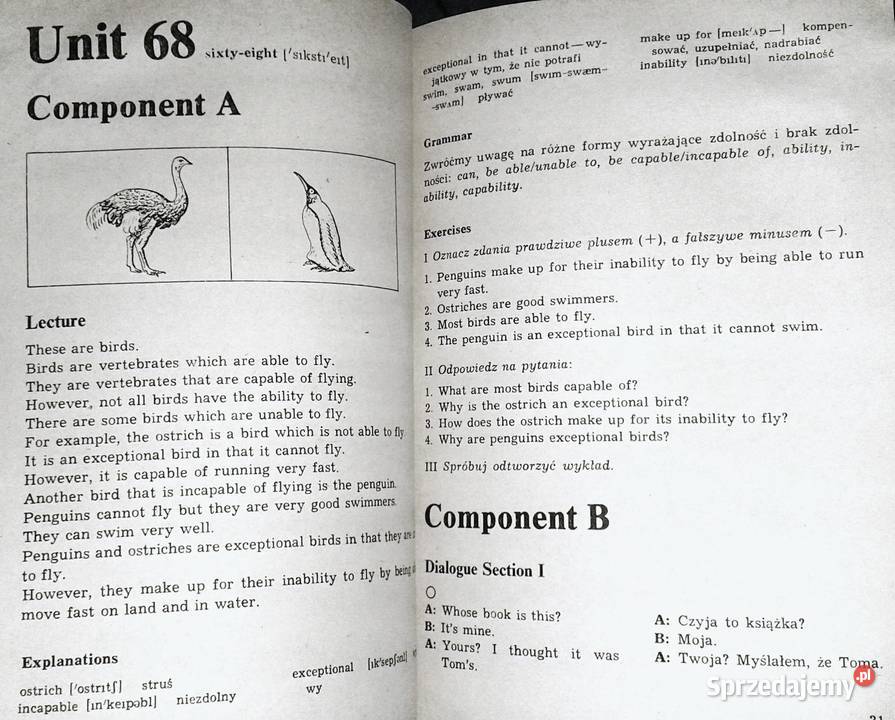 Unit 68 sixty-eight ['sıkstı'eıt]
Component A
Lecture
These are birds.
Birds are vertebrates which are able to fly.
They are vertebrates that are capable of flying.
However, not all birds have the ability to fly.
There are some birds which are unable to fly.
For example, the ostrich is a bird which is not able to fly.
It is an exceptional bird in that it cannot fly.
However, it is capable of running very fast.
Another bird that is incapable of flying is the penguin.
Penguins cannot fly but they are very good swimmers.
They can swim very well.
Penguins and ostriches are exceptional birds in that they are
to fly.
However, they make up for their inability to fly by being
move fast on land and in water.
Explanations
ostrich ['ostrıtʃ] struś
incapable [ın'keıpəbl] niezdolny
exceptional [ık'sepʃənl]
wy
exceptional in that it cannot — wy-
jątkowy w tym, że nie potrafi
swim, swam, swum [swım-swæm-
-swʌm] pływać
make up for [meık'ʌp—] kompen-
sować, uzupełniać, nadrabiać
inability [ınə'bılıtı] niezdolność
Grammar
Zwróćmy uwagę na różne formy wyrażające zdolność i brak zdol-
ności: can, be able/unable to, be capable/incapable of, ability, in-
ability, capability.
Exercises
I Oznacz zdania prawdziwe plusem (+), a fałszywe minusem (−).
1. Penguins make up for their inability to fly by being able to run
very fast.
2. Ostriches are good swimmers.
3. Most birds are able to fly.
4. The penguin is an exceptional bird in that it cannot swim.
II Odpowiedz na pytania:
1. What are most birds capable of?
2. Why is the ostrich an exceptional bird?
3. How does the ostrich make up for its inability to fly?
4. Why are penguins exceptional birds?
III Spróbuj odtworzyć wykład.
Component B
Dialogue Section I
A: Whose book is this?
B: It's mine.
A: Yours? I thought it was
Tom's.
A: Czyja to książka?
B: Moja.
A: Twoja? Myślałem, że Toma.
Sprzedajemy.pl